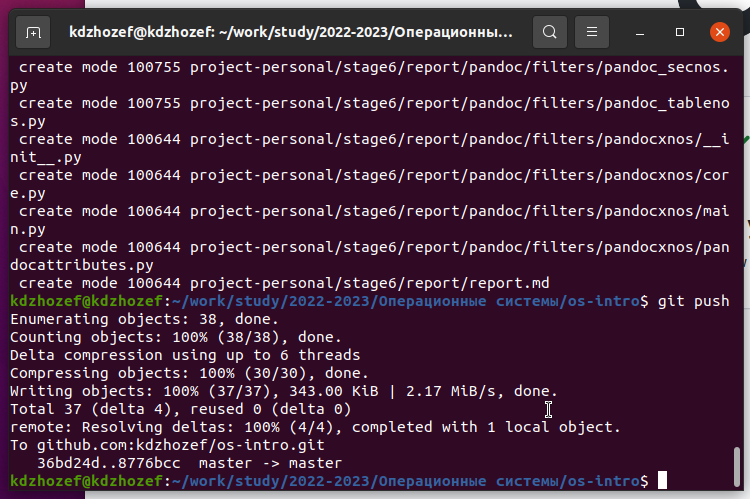 kdzhozef@kdzhozef: ~/work/study/2022-2023/Операционны...
create mode 100755 project-personal/stage6/report/pandoc/filters/pandoc_secnos.
py
create mode 100755 project-personal/stage6/report/pandoc/filters/pandoc_tableno
s.py
create mode 100644 project-personal/stage6/report/pandoc/filters/pandocxnos/__i
nit__.py
create mode 100644 project-personal/stage6/report/pandoc/filters/pandocxnos/cor
e.py
create mode 100644 project-personal/stage6/report/pandoc/filters/pandocxnos/mai
n.py
create mode 100644 project-personal/stage6/report/pandoc/filters/pandocxnos/pan
docattributes.py
create mode 100644 project-personal/stage6/report/report.md
kdzhozef@kdzhozef:~/work/study/2022-2023/Операционные системы/os-intro$ git push
Enumerating objects: 38, done.
Counting objects: 100% (38/38), done.
Delta compression using up to 6 threads
Compressing objects: 100% (30/30), done.
Writing objects: 100% (37/37), 343.00 KiB | 2.17 MiB/s, done.
Total 37 (delta 4), reused 0 (delta 0)
remote: Resolving deltas: 100% (4/4), completed with 1 local object.
To github.com:kdzhozef/os-intro.git
36bd24d..8776bcc  master -> master
kdzhozef@kdzhozef:~/work/study/2022-2023/Операционные системы/os-intro$